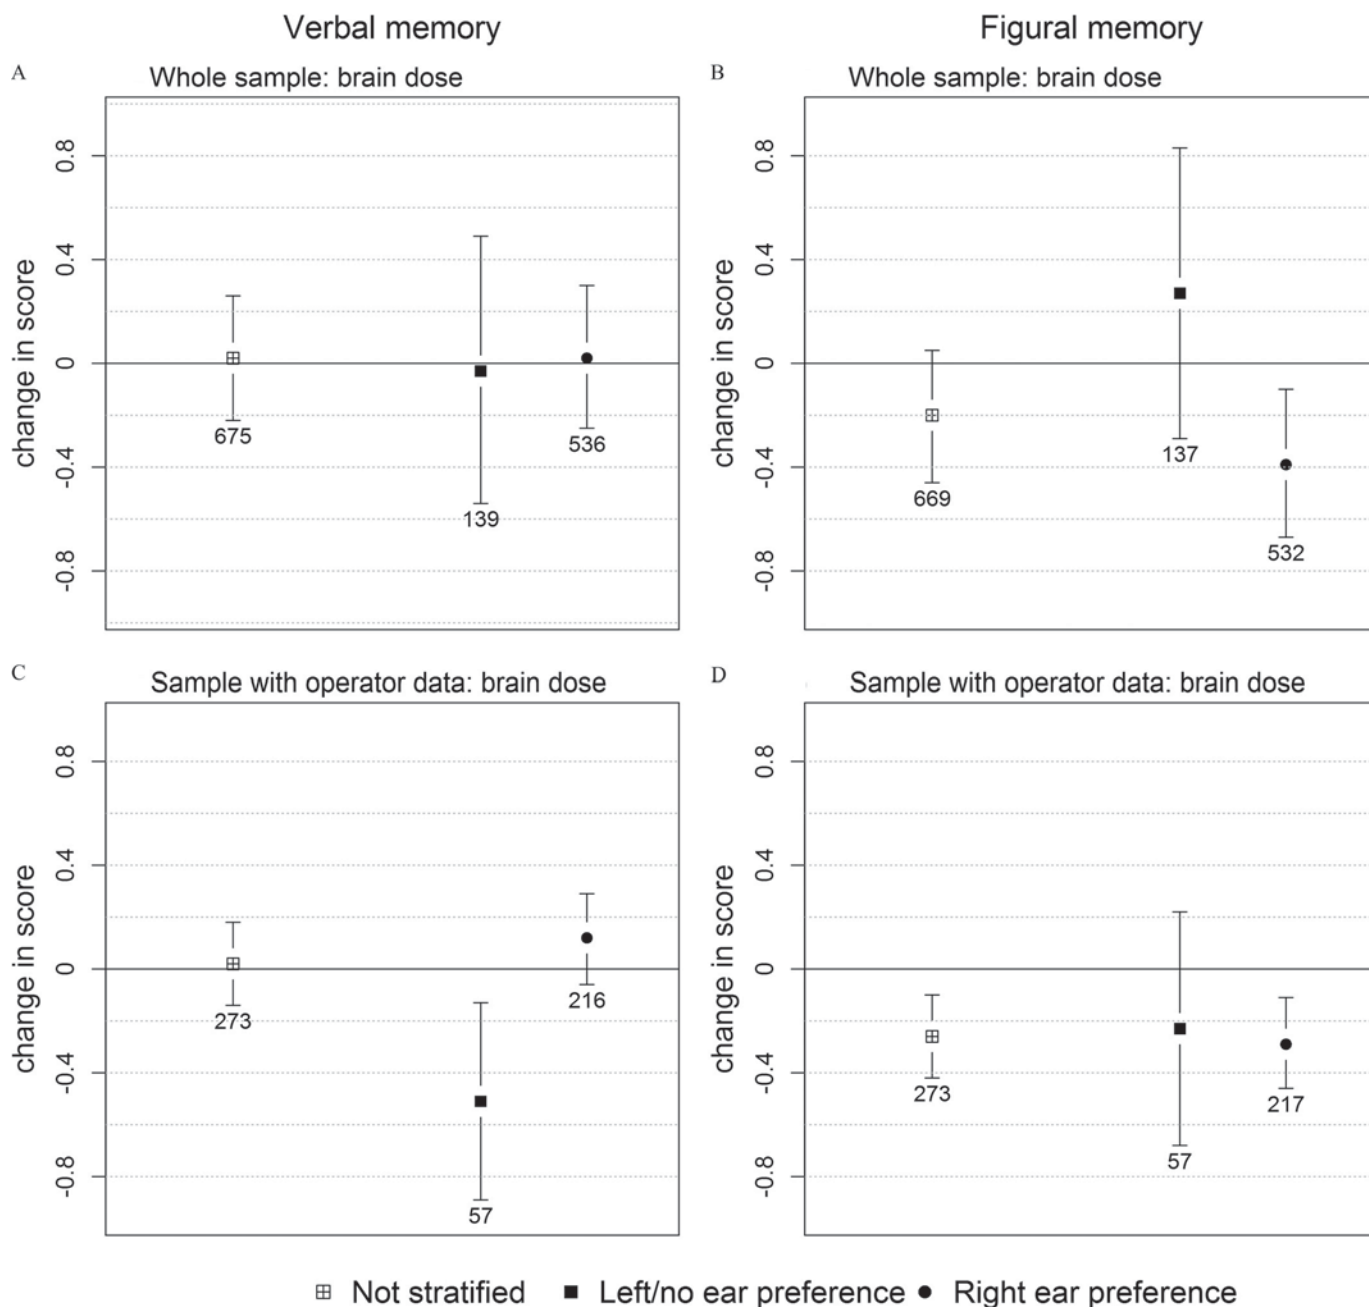 Verbal memory
Figural memory
A
Whole sample: brain dose
B
Whole sample: brain dose
change in score
0.8
0.4
0
-0.4
-0.8
675
139
536
change in score
0.8
0.4
0
-0.4
-0.8
669
137
532
C
Sample with operator data: brain dose
D
Sample with operator data: brain dose
change in score
0.8
0.4
0
-0.4
-0.8
273
57
216
change in score
0.8
0.4
0
-0.4
-0.8
273
57
217
Not stratified
Left/no ear preference
Right ear preference